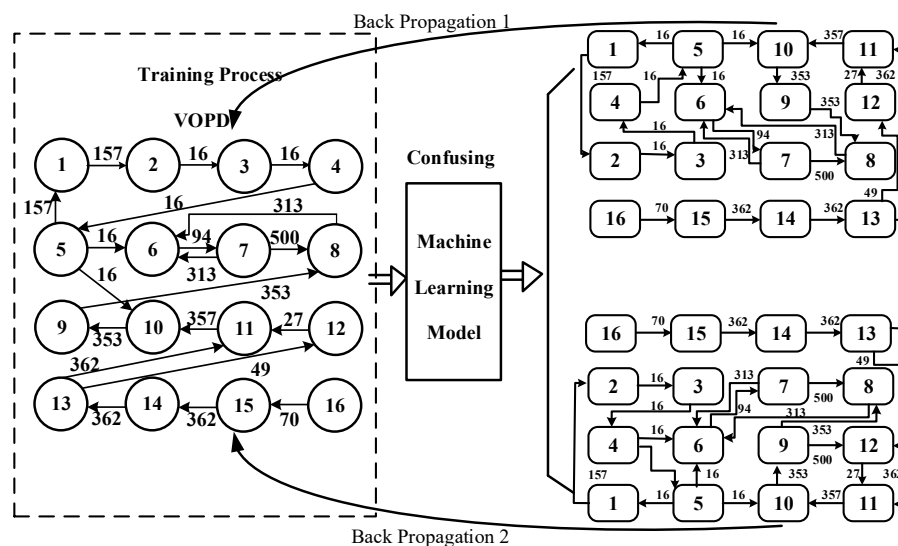 Back Propagation 1
Training Process
VOPD
1 157 2 16 3 16 4
157 16 313
5 16 6 94 7 500 8
16 313
353
9 353 10 357 11 27 12
362 49
13 362 14 362 15 70 16
Confusing
Machine
Learning
Model
1 16 5 16 10 357 11
157 16 16 353 27 362
4 6 9 353 12
16 94 313
2 16 3 313 7 500 8
49
16 70 15 362 14 362 13
16 70 15 362 14 362 13
49
2 16 3 313 7 500 8
16 94 313
4 16 6 9 353 500 12
157 16 353 27 362
1 16 5 16 10 357 11
Back Propagation 2